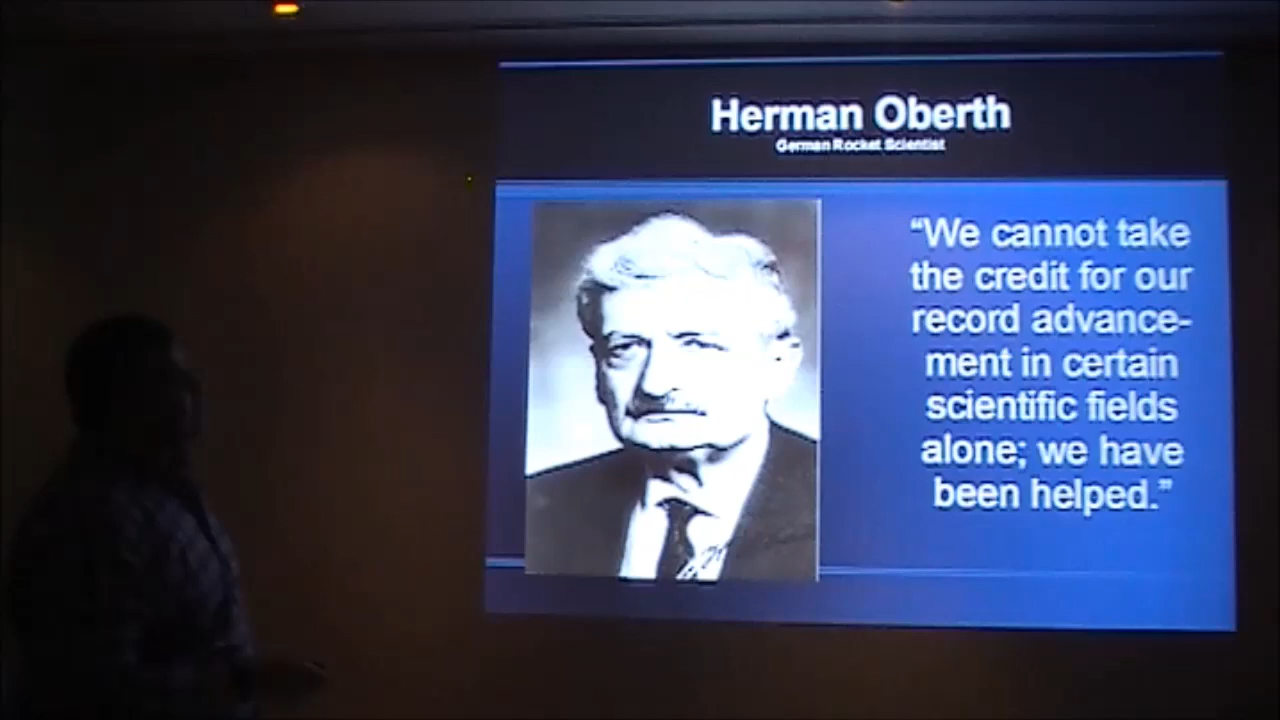 Herman Oberth
German Rocket Scientist
“We cannot take
the credit for our
record advance-
ment in certain
scientific fields
alone; we have
been helped.”